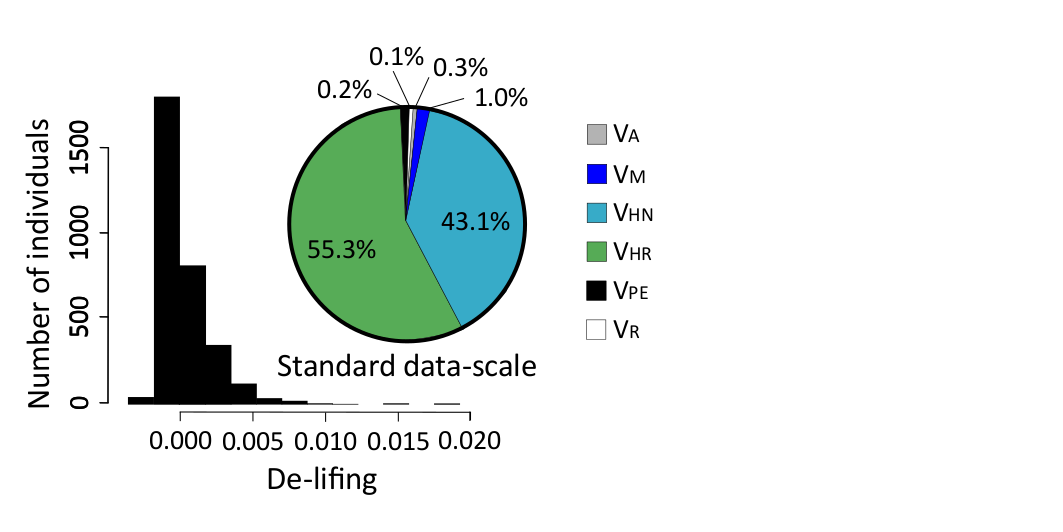 0.1%
0.3%
0.2%
1.0%
43.1%
55.3%
Standard data-scale
VA
VM
VHN
VHR
VPE
VR
Number of individuals
1500
1000
500
0
0.000 0.005 0.010 0.015 0.020
De-lifing